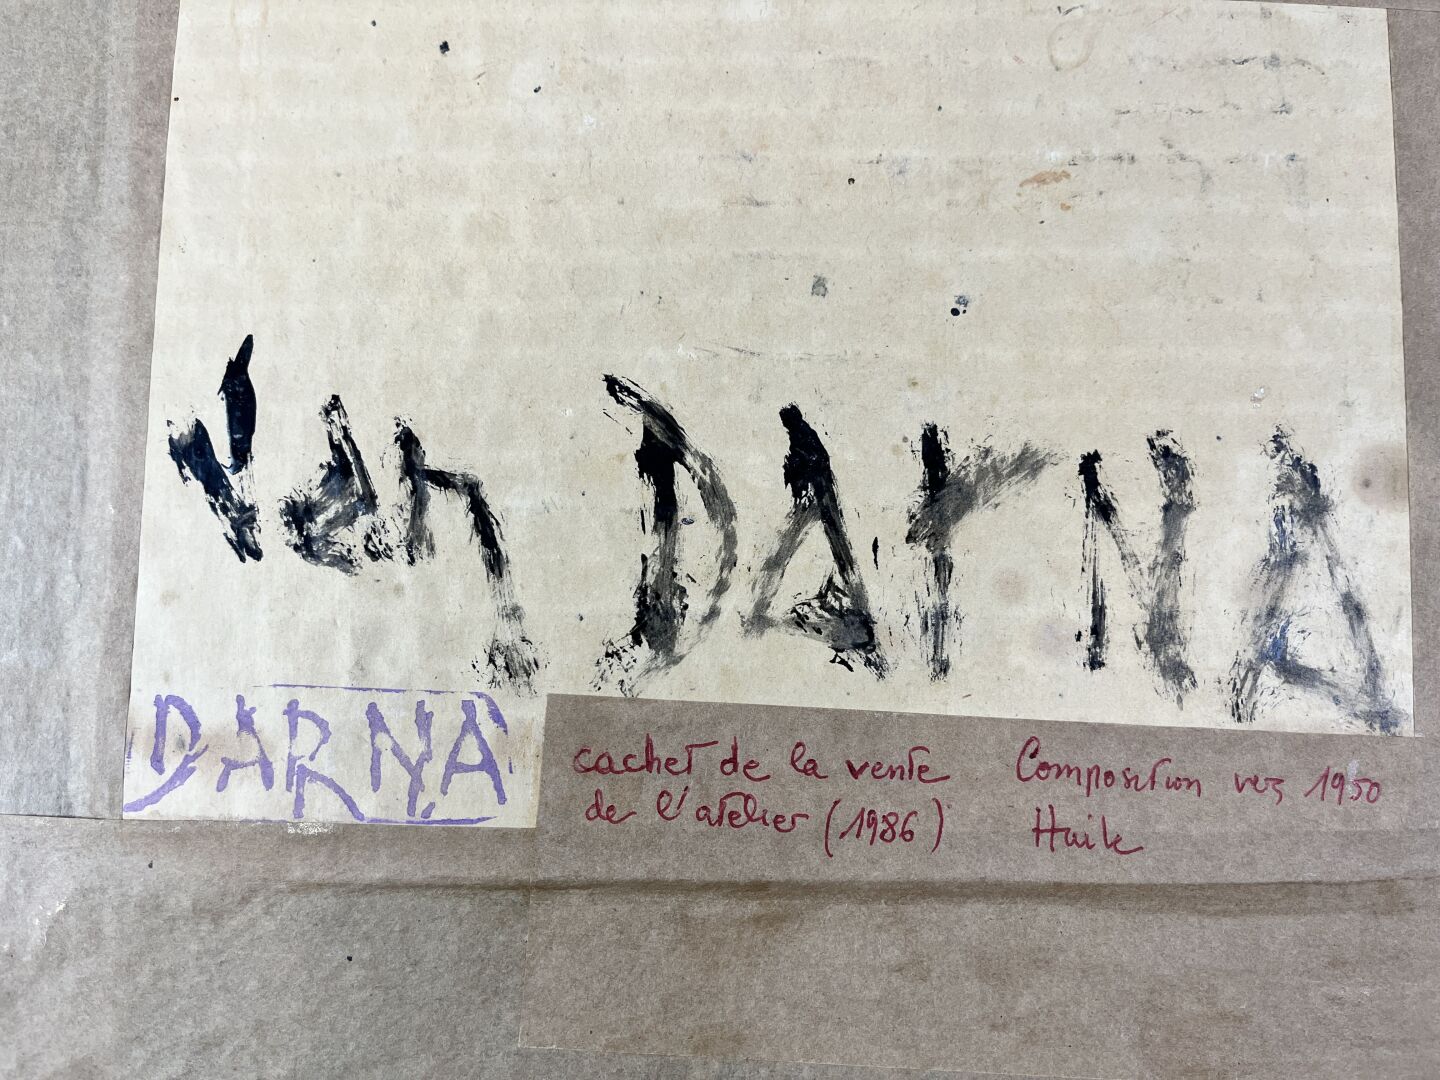 Van DArNA
DARNA
cachet de la vente
de l'atelier (1986)
Composition vers 1950
Huile